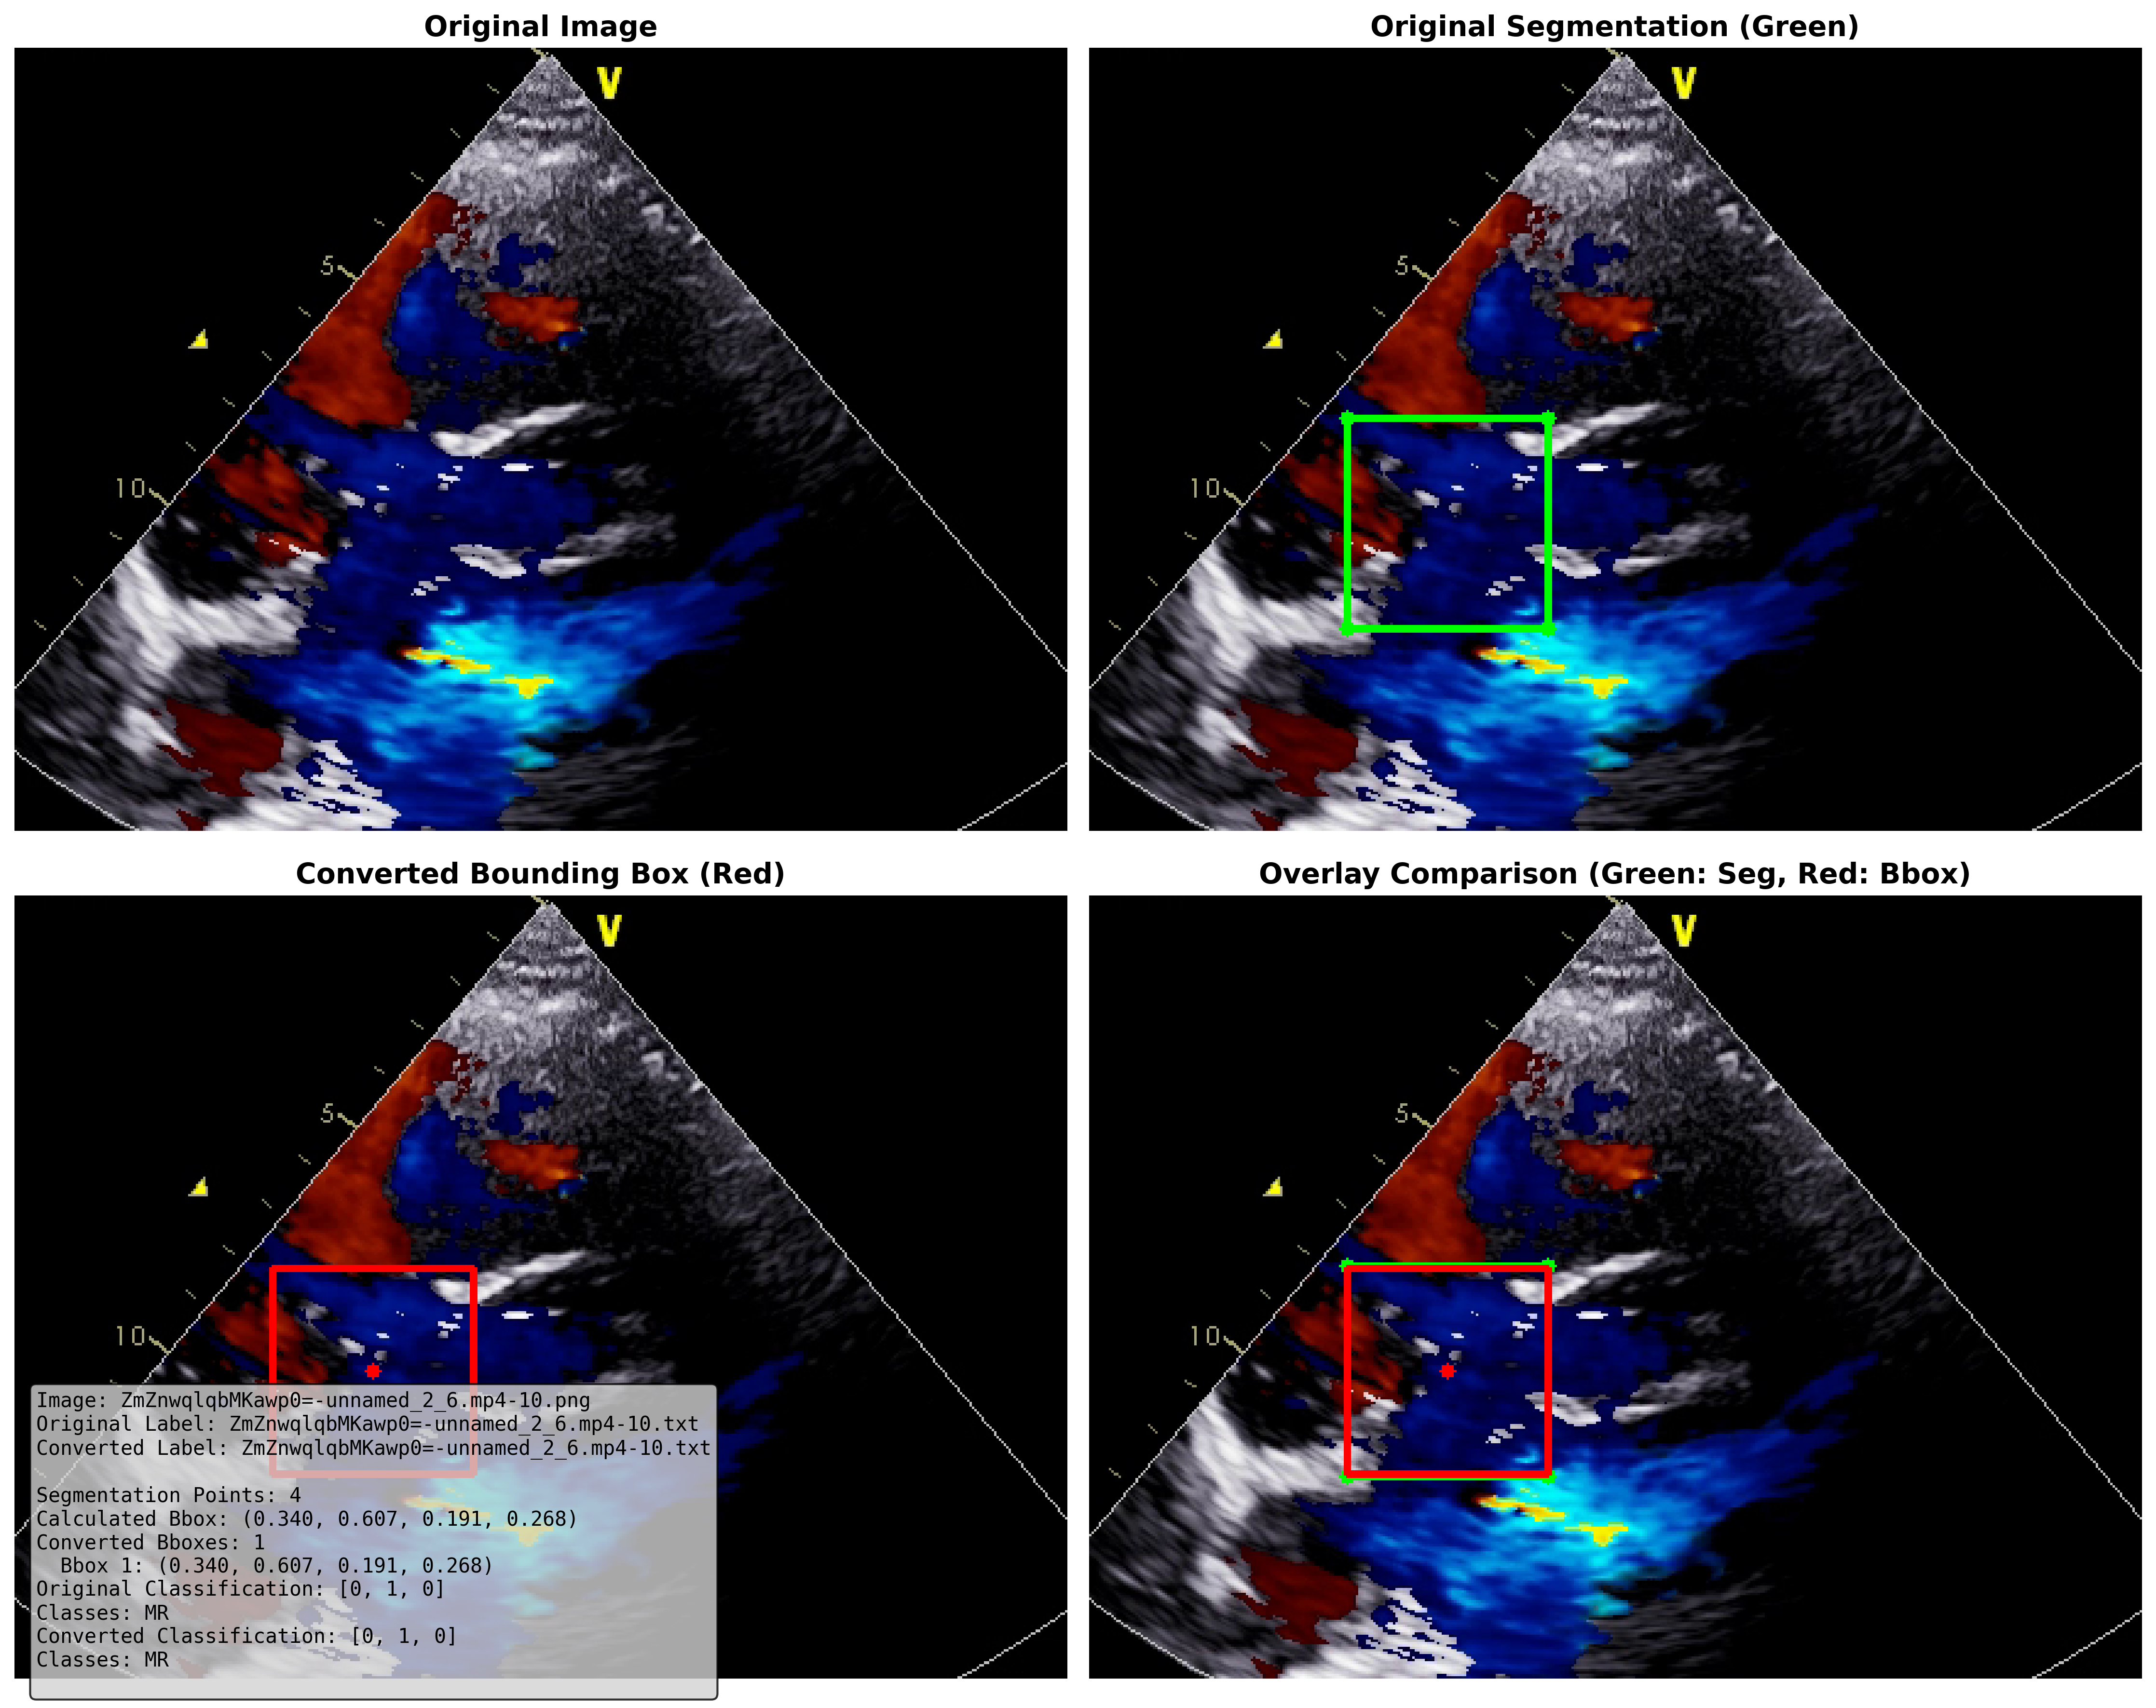 Original Image
Original Segmentation (Green)
V
V
5
5
10
10
Converted Bounding Box (Red)
Overlay Comparison (Green: Seg, Red: Bbox)
V
V
5
5
10
10
Image: ZmZnwqlqbMKawp0=-unnamed_2_6.mp4-10.png
Original Label: ZmZnwqlqbMKawp0=-unnamed_2_6.mp4-10.txt
Converted Label: ZmZnwqlqbMKawp0=-unnamed_2_6.mp4-10.txt
Segmentation Points: 4
Calculated Bbox: (0.340, 0.607, 0.191, 0.268)
Converted Bboxes: 1
Bbox 1: (0.340, 0.607, 0.191, 0.268)
Original Classification: [0, 1, 0]
Classes: MR
Converted Classification: [0, 1, 0]
Classes: MR